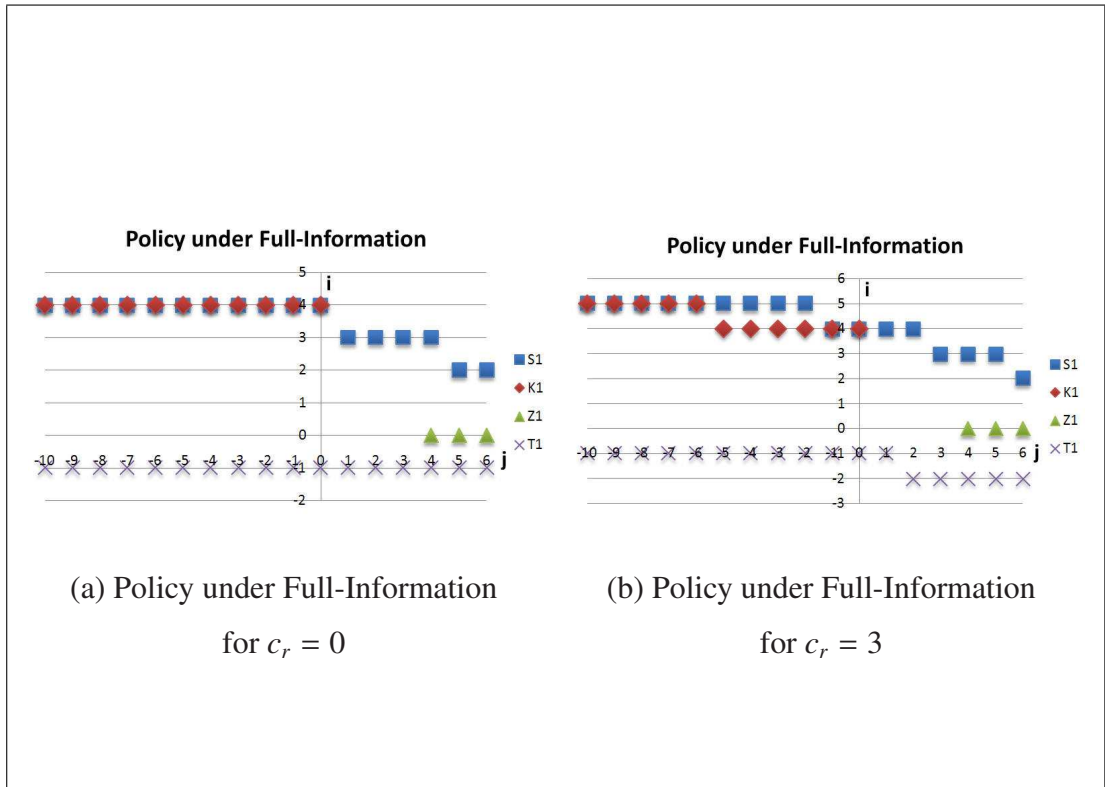 Policy under Full-Information
5
i
4
3
2
1
0
-10 -9 -8 -7 -6 -5 -4 -3 -2 -1 0 1 2 3 4 5 6 j
-1
-2
S1
K1
Z1
T1
Policy under Full-Information
6
i
5
4
3
2
1
0
-10 -9 -8 -7 -6 -5 -4 -3 -2 -1 0 1 2 3 4 5 6 j
-1
-2
-3
S1
K1
Z1
T1
(a) Policy under Full-Information
for c_r = 0
(b) Policy under Full-Information
for c_r = 3